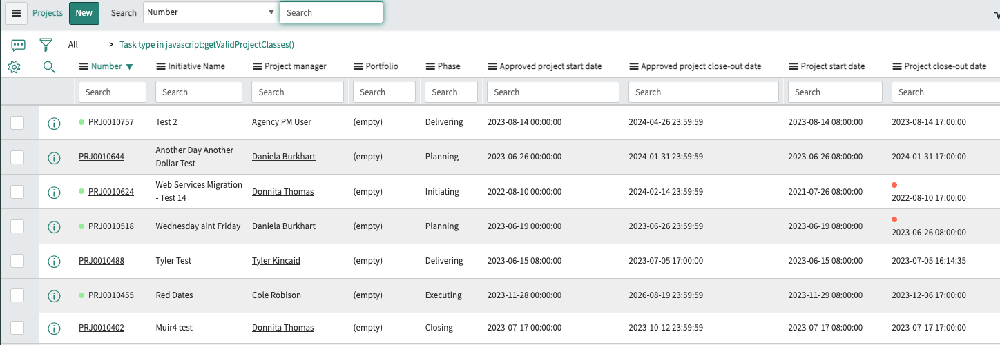 Projects New Search Number Search
All > Task type in javascript:getValidProjectClasses()
Number Initiative Name Project manager Portfolio Phase Approved project start date Approved project close-out date Project start date Project close-out date
Search Search Search Search Search Search Search Search Search
PRJ0010757 Test 2 Agency PM User (empty) Delivering 2023-08-14 00:00:00 2024-04-26 23:59:59 2023-08-14 08:00:00 2023-08-14 17:00:00
PRJ0010644 Another Day Another Dollar Test Daniela Burkhart (empty) Planning 2023-06-26 00:00:00 2024-01-31 23:59:59 2023-06-26 08:00:00 2024-01-31 17:00:00
PRJ0010624 Web Services Migration - Test 14 Donnita Thomas (empty) Initiating 2022-08-10 00:00:00 2024-02-14 23:59:59 2021-07-26 08:00:00 2022-08-10 17:00:00
PRJ0010518 Wednesday aint Friday Daniela Burkhart (empty) Planning 2023-06-19 00:00:00 2023-06-26 23:59:59 2023-06-19 08:00:00 2023-06-26 08:00:00
PRJ0010488 Tyler Test Tyler Kincaid (empty) Delivering 2023-06-15 08:00:00 2023-07-05 17:00:00 2023-06-15 08:00:00 2023-07-05 16:14:35
PRJ0010455 Red Dates Cole Robison (empty) Executing 2023-11-28 00:00:00 2026-08-19 23:59:59 2023-11-29 08:00:00 2023-12-06 17:00:00
PRJ0010402 Muir4 test Donnita Thomas (empty) Closing 2023-07-17 00:00:00 2023-10-12 23:59:59 2023-07-17 08:00:00 2023-07-17 17:00:00